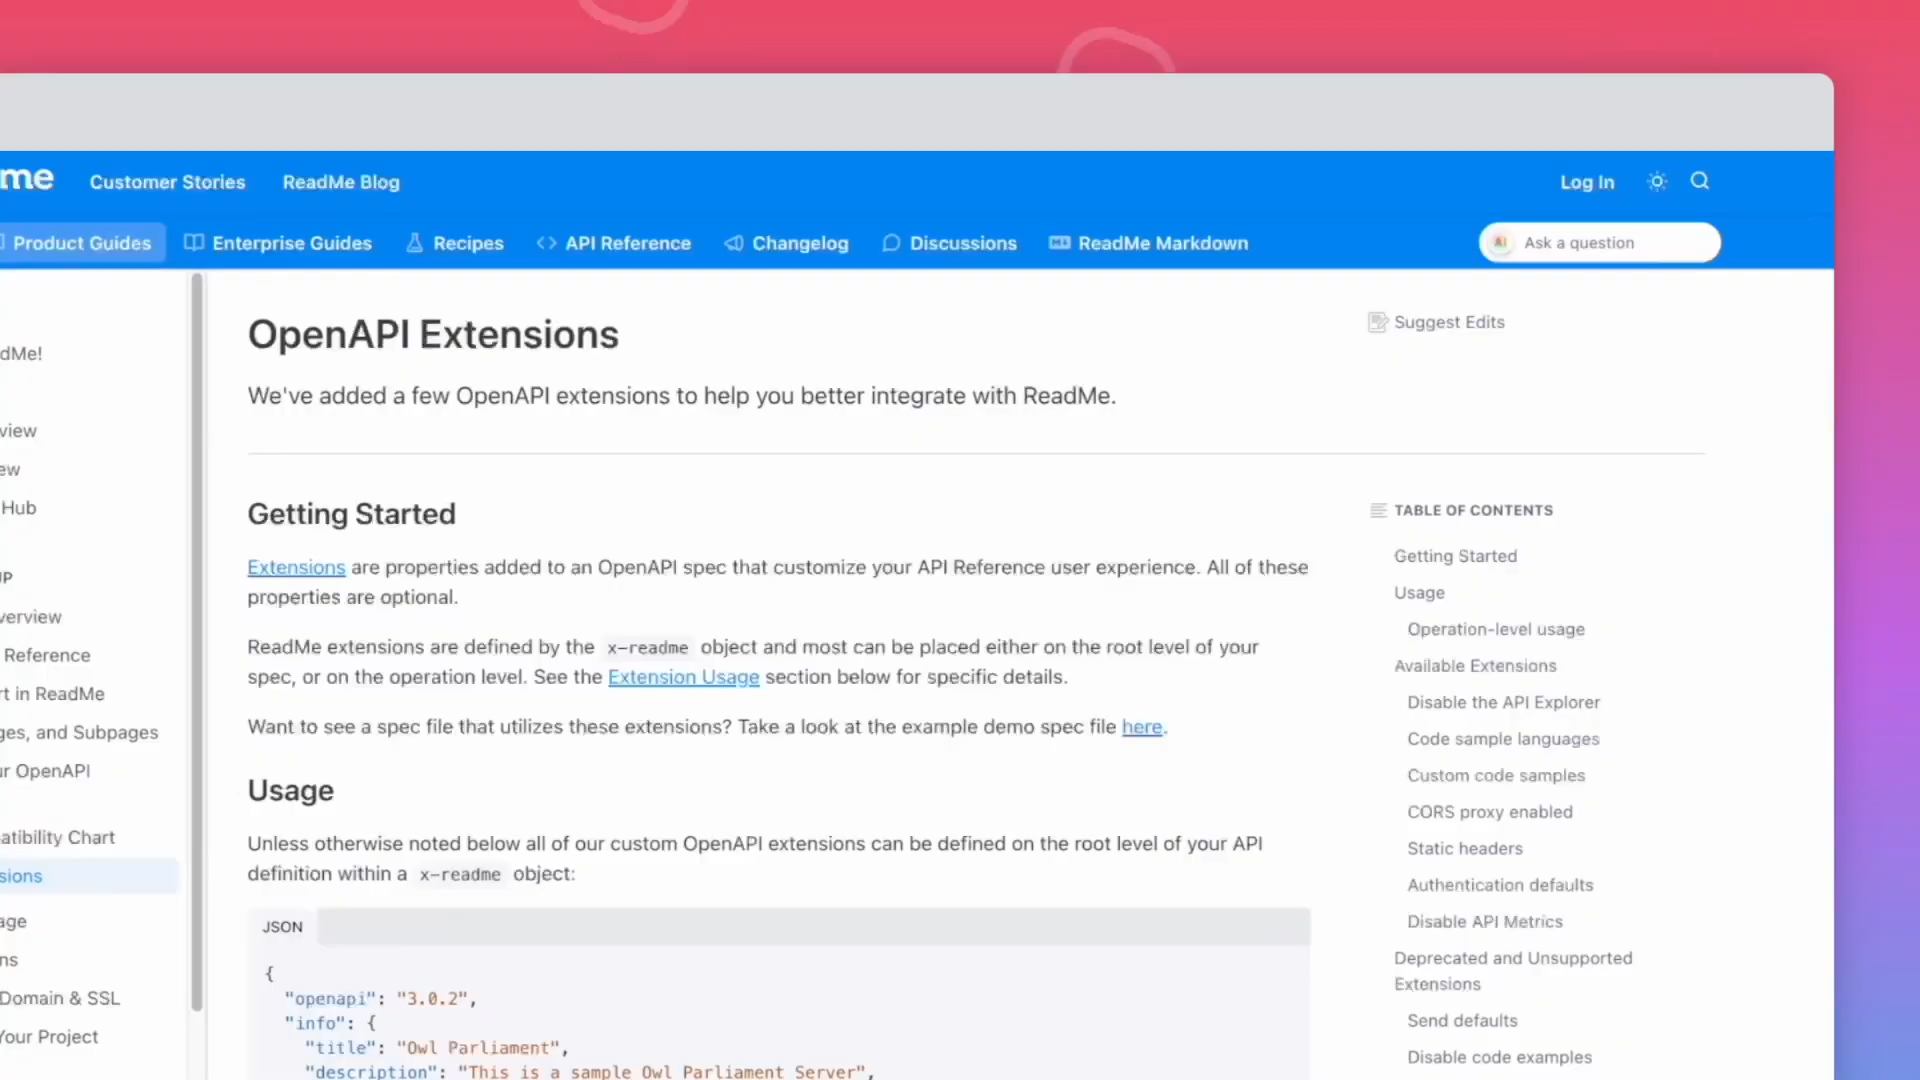 me
Customer Stories
ReadMe Blog
Log In
Product Guides
Enterprise Guides
Recipes
API Reference
Changelog
Discussions
ReadMe Markdown
AI
Ask a question
dMe!
view
ew
Hub
UP
verview
Reference
rt in ReadMe
ges, and Subpages
ur OpenAPI
atibility Chart
sions
age
ns
Domain & SSL
Your Project
OpenAPI Extensions
We've added a few OpenAPI extensions to help you better integrate with ReadMe.
Getting Started
Extensions are properties added to an OpenAPI spec that customize your API Reference user experience. All of these
properties are optional.
ReadMe extensions are defined by the x-readme object and most can be placed either on the root level of your
spec, or on the operation level. See the Extension Usage section below for specific details.
Want to see a spec file that utilizes these extensions? Take a look at the example demo spec file here.
Usage
Unless otherwise noted below all of our custom OpenAPI extensions can be defined on the root level of your API
definition within a x-readme object:
JSON
{
"openapi": "3.0.2",
"info": {
"title": "Owl Parliament",
"description": "This is a sample Owl Parliament Server",
Suggest Edits
TABLE OF CONTENTS
Getting Started
Usage
Operation-level usage
Available Extensions
Disable the API Explorer
Code sample languages
Custom code samples
CORS proxy enabled
Static headers
Authentication defaults
Disable API Metrics
Deprecated and Unsupported
Extensions
Send defaults
Disable code examples